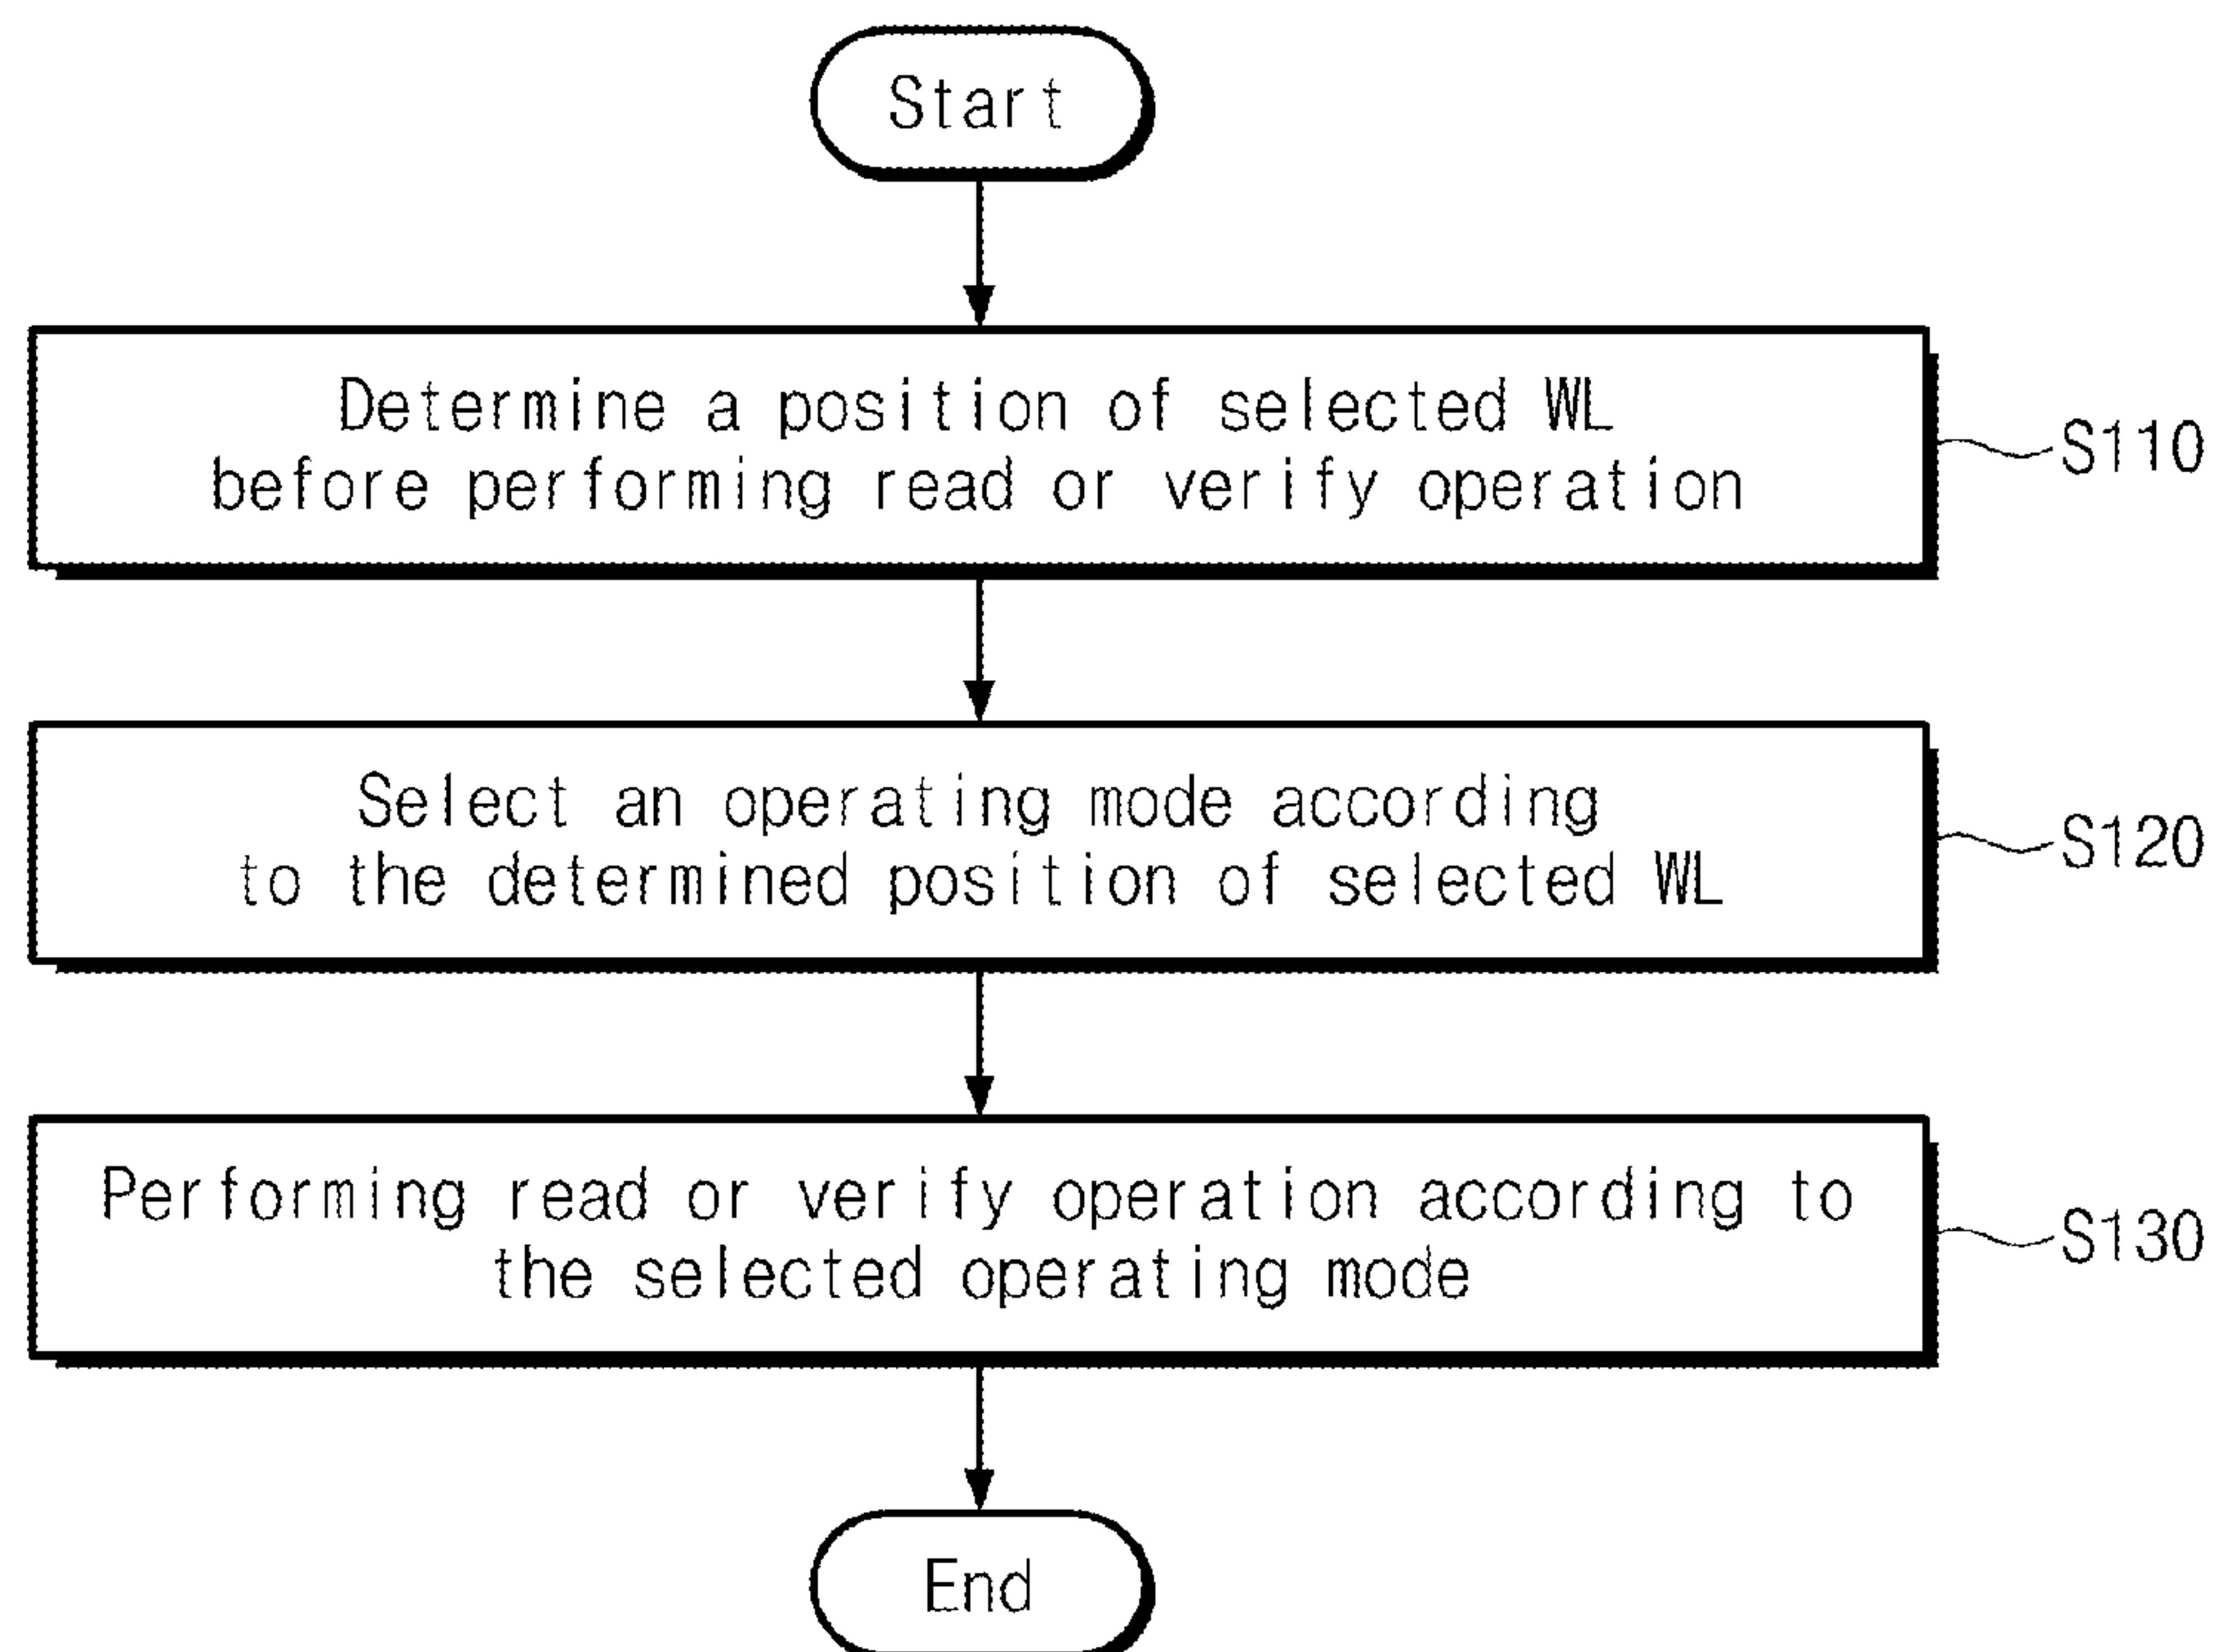 Start
Determine a position of selected WL
before performing read or verify operation
S110
Select an operating mode according
to the determined position of selected WL
S120
Performing read or verify operation according to
the selected operating mode
S130
End